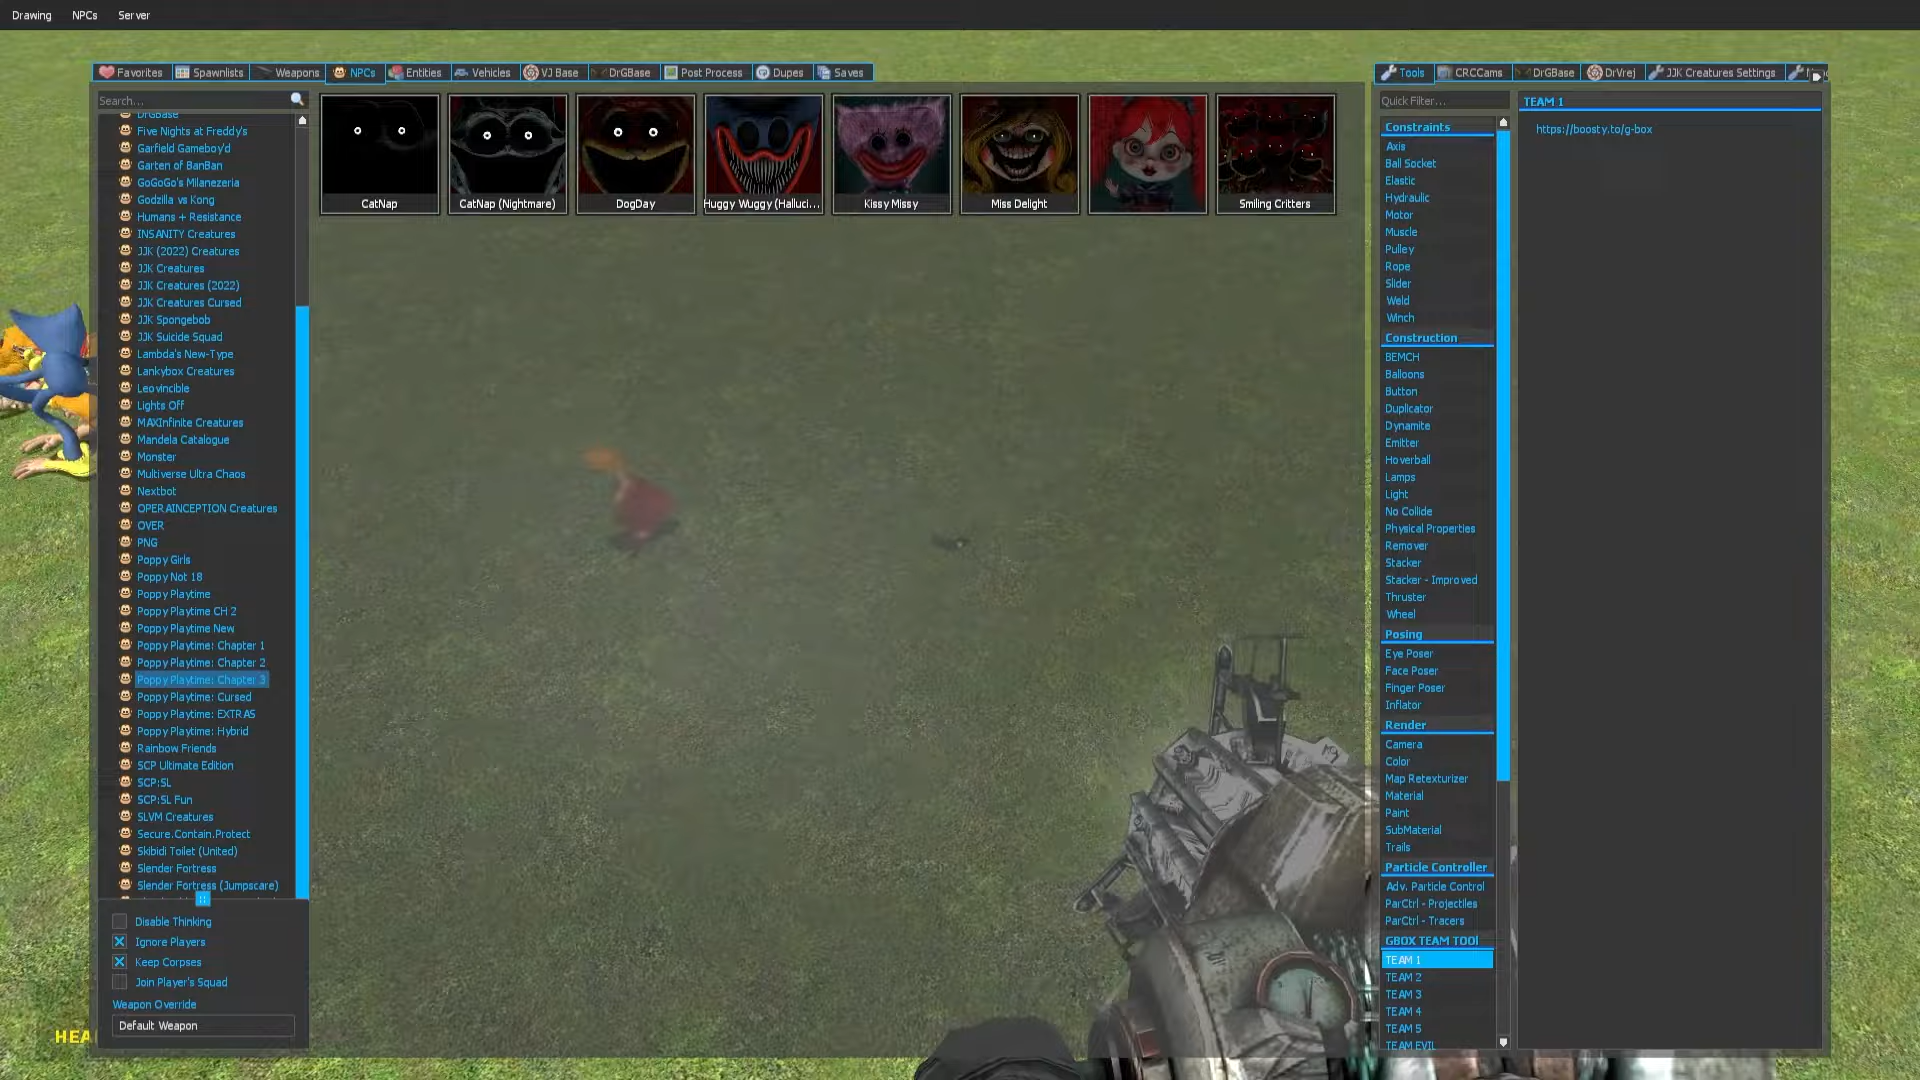 Drawing NPCs Server
Favorites Spawnlists Weapons NPCs Entities Vehicles VJ Base DrGBase Post Process Dupes Saves
Search...
DrGBase
Five Nights at Freddy's
Garfield Gameboy'd
Garten of BanBan
GoGoGo's Milanezeria
Godzilla vs Kong
Humans + Resistance
INSANITY Creatures
JJK (2022) Creatures
JJK Creatures
JJK Creatures (2022)
JJK Creatures Cursed
JJK Spongebob
JJK Suicide Squad
Lambda's New-Type
Lankybox Creatures
Leovincible
Lights Off
MAXInfinite Creatures
Mandela Catalogue
Monster
Multiverse Ultra Chaos
Nextbot
OPERAINCEPTION Creatures
OVER
PNG
Poppy Girls
Poppy Not 18
Poppy Playtime
Poppy Playtime CH 2
Poppy Playtime New
Poppy Playtime: Chapter 1
Poppy Playtime: Chapter 2
Poppy Playtime: Chapter 3
Poppy Playtime: Cursed
Poppy Playtime: EXTRAS
Poppy Playtime: Hybrid
Rainbow Friends
SCP Ultimate Edition
SCP:SL
SCP:SL Fun
SLVM Creatures
Secure.Contain.Protect
Skibidi Toilet (United)
Slender Fortress
Slender Fortress (Jumpscare)
Disable Thinking
Ignore Players
Keep Corpses
Join Player's Squad
Weapon Override
Default Weapon
HEA
CatNap
CatNap (Nightmare)
DogDay
Huggy Wuggy (Halluci...
Kissy Missy
Miss Delight
Smiling Critters
Tools CRCCams DrGBase DrVrej JJK Creatures Settings
Quick Filter...
Constraints
Axis
Ball Socket
Elastic
Hydraulic
Motor
Muscle
Pulley
Rope
Slider
Weld
Winch
Construction
BEMCH
Balloons
Button
Duplicator
Dynamite
Emitter
Hoverball
Lamps
Light
No Collide
Physical Properties
Remover
Stacker
Stacker - Improved
Thruster
Wheel
Posing
Eye Poser
Face Poser
Finger Poser
Inflator
Render
Camera
Color
Map Retexturizer
Material
Paint
SubMaterial
Trails
Particle Controller
Adv. Particle Control
ParCtrl - Projectiles
ParCtrl - Tracers
GBOX TEAM TOOl
TEAM 1
TEAM 2
TEAM 3
TEAM 4
TEAM 5
TEAM EVIL
TEAM 1
https://boosty.to/g-box